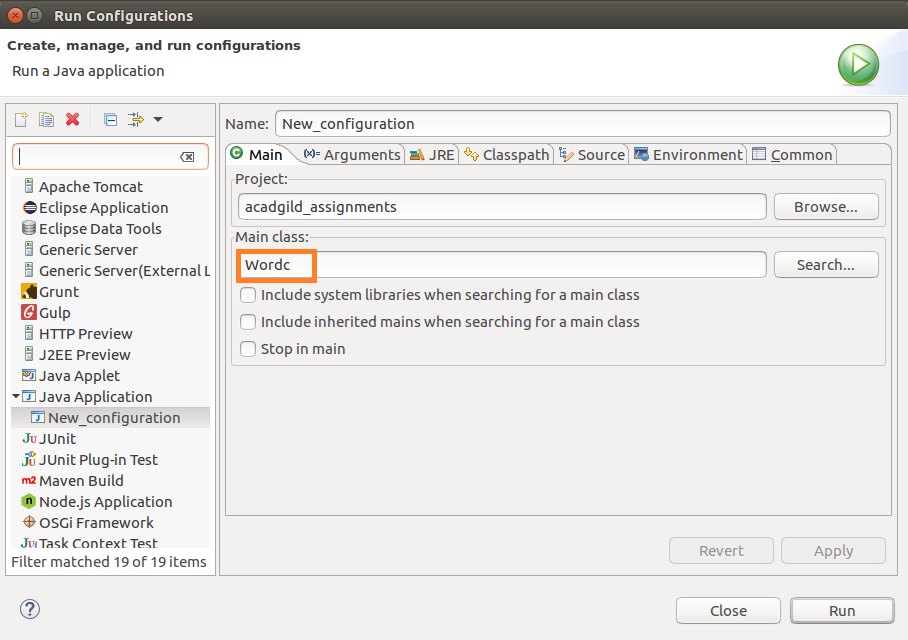 Run Configurations
Create, manage, and run configurations
Run a Java application
Name: New_configuration
Main (x)= Arguments JRE Classpath Source Environment Common
Project:
acadgild_assignments Browse...
Main class:
Wordc Search...
Include system libraries when searching for a main class
Include inherited mains when searching for a main class
Stop in main
Apache Tomcat
Eclipse Application
Eclipse Data Tools
Generic Server
Generic Server(External L
Grunt
Gulp
HTTP Preview
J2EE Preview
Java Applet
Java Application
New_configuration
JUnit
JUnit Plug-in Test
Maven Build
Node.js Application
OSGi Framework
Task Context Test
Filter matched 19 of 19 items
Revert Apply
Close Run